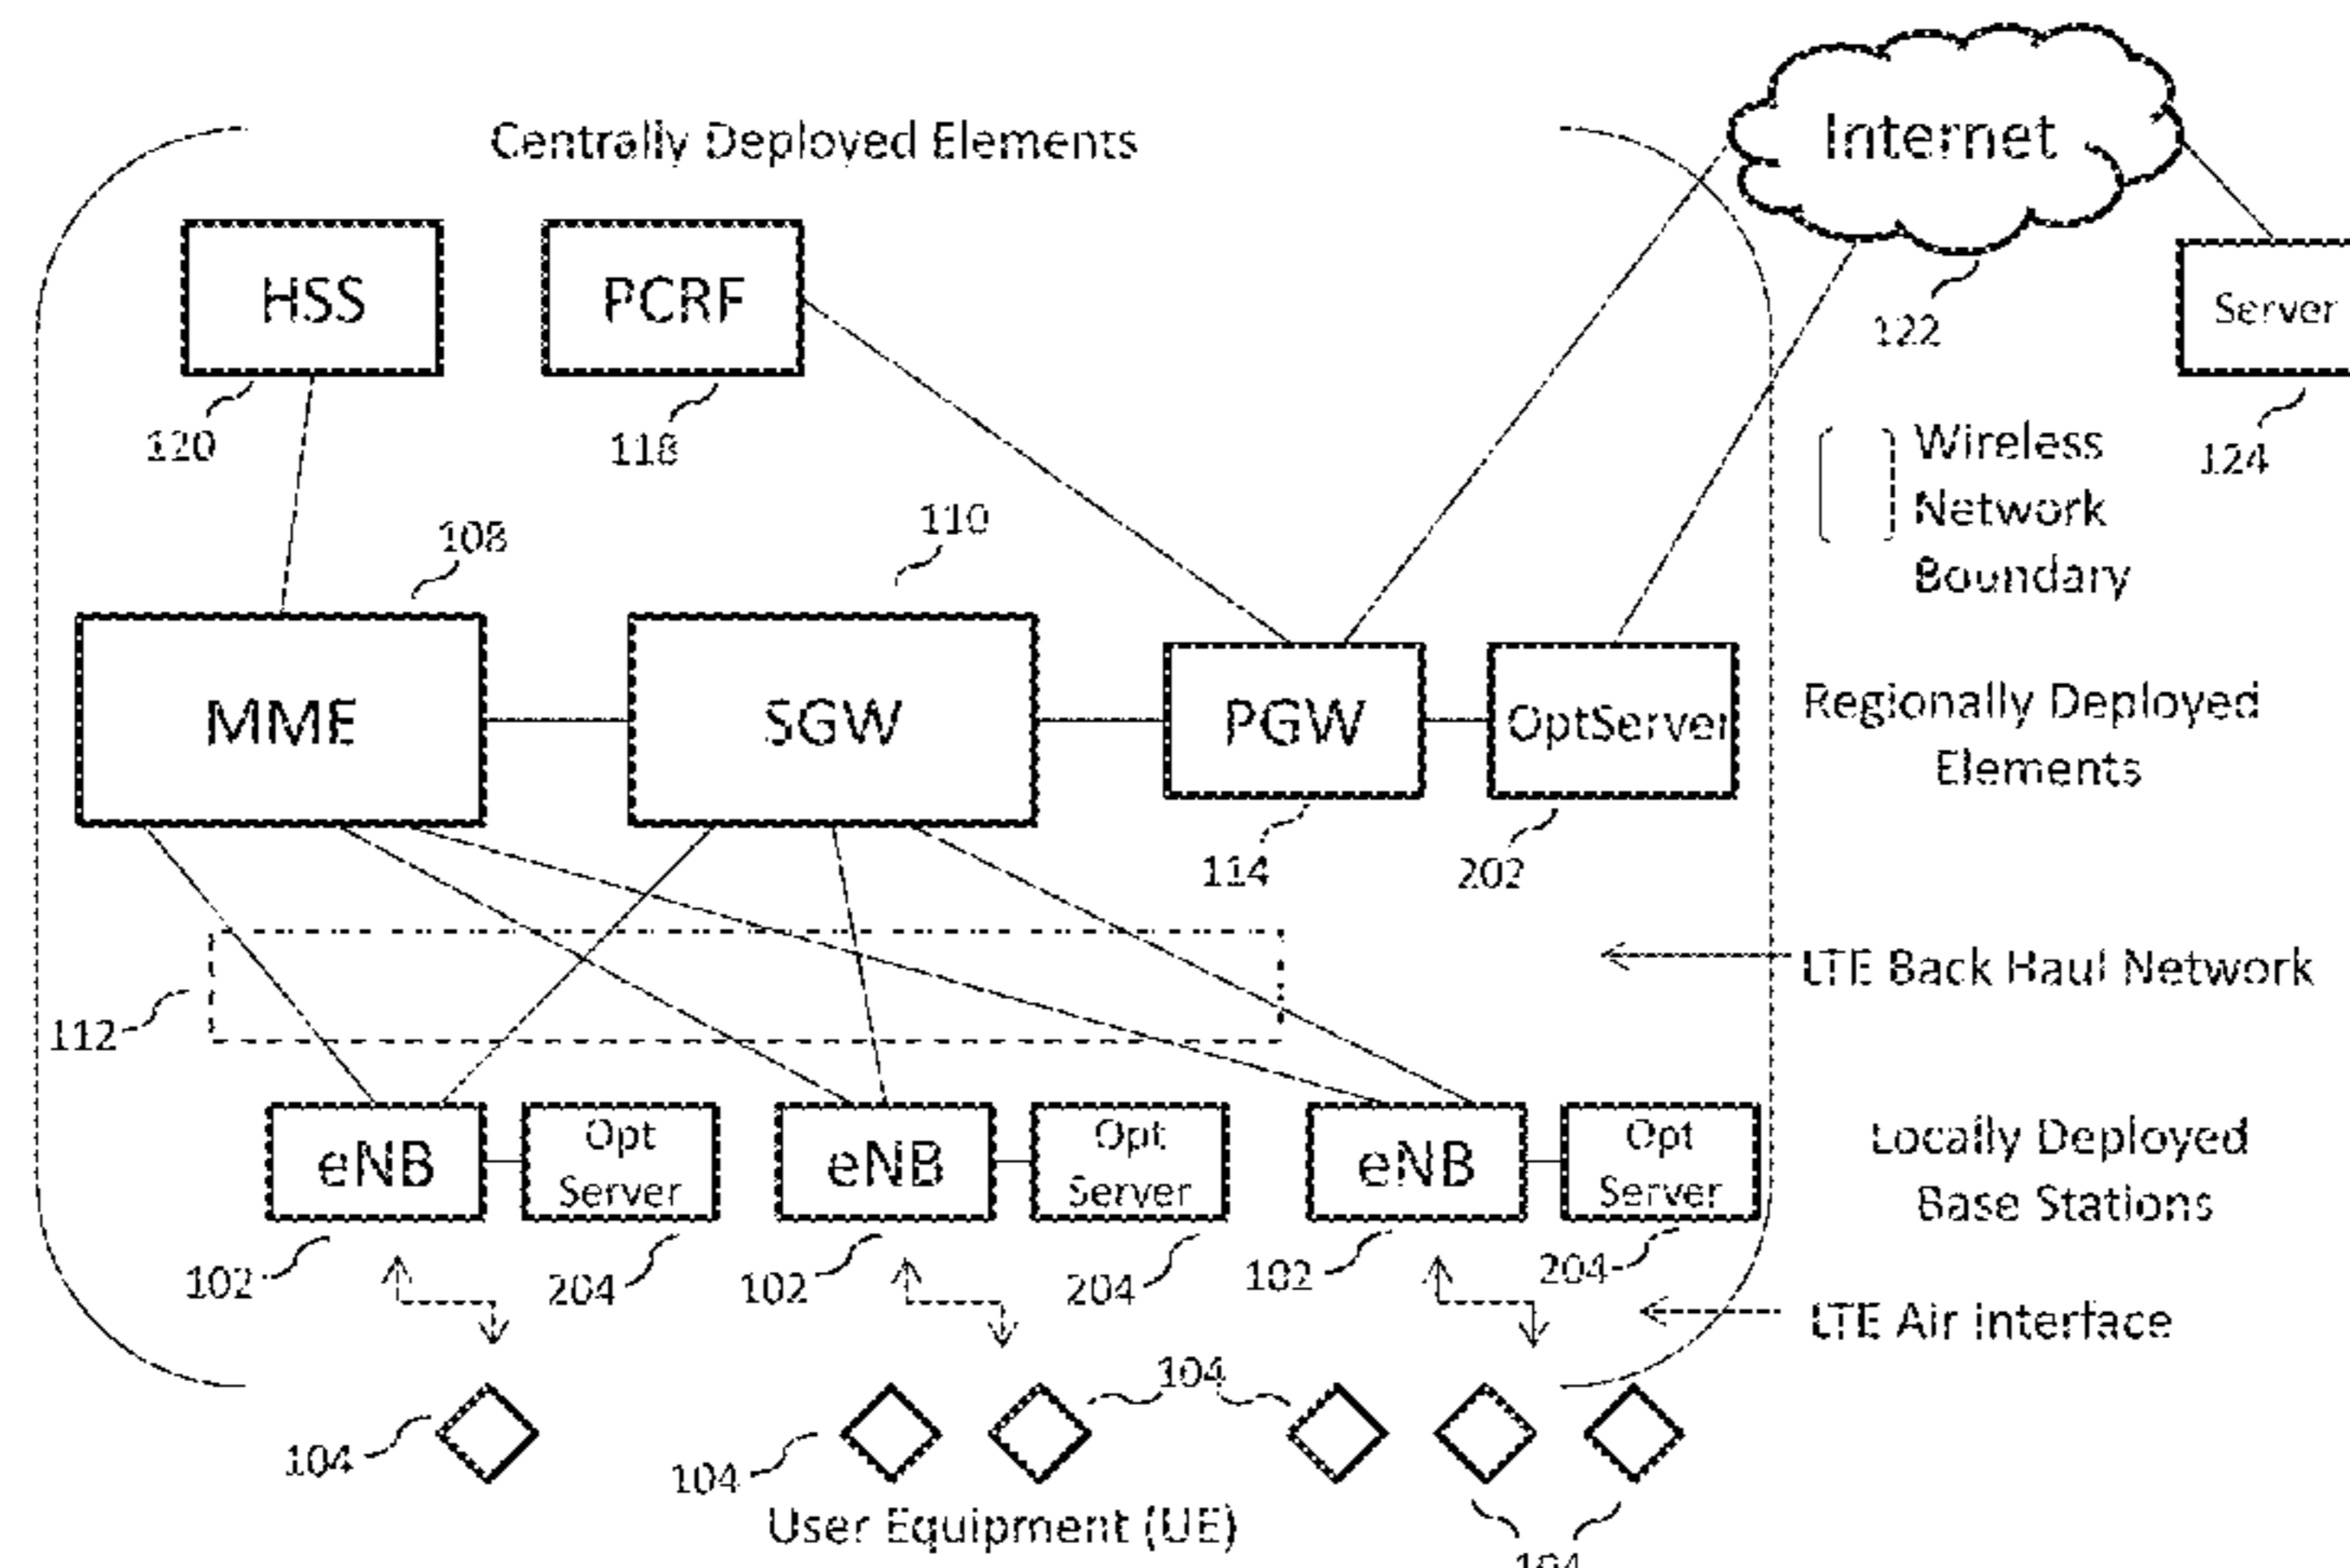 Centrally Deployed Elements
Internet
HSS
PCRF
Server
122
120
118
124
Wireless
Network
Boundary
108
110
MME
SGW
PGW
OptServer
Regionally Deployed
Elements
114
202
LTE Back Haul Network
112
eNB
Opt
Server
eNB
Opt
Server
eNB
Opt
Server
Locally Deployed
Base Stations
102
204
102
204
102
204
LTE Air Interface
104
104
104
User Equipment (UE)
104